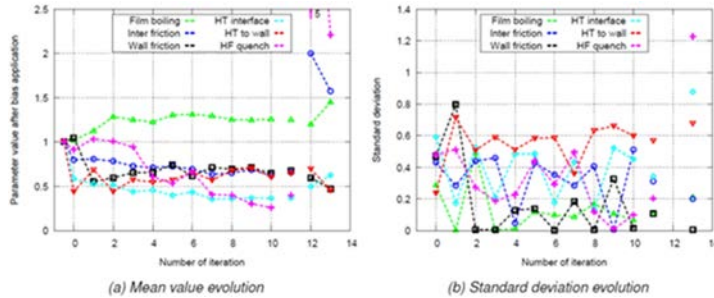 Film boiling HT interface
Inter friction HT to wall
Wall friction HF quench
5
Parameter value after bias application
2.5
2
1.5
1
0.5
0
0 2 4 6 8 10 12 14
Number of iteration
(a) Mean value evolution
Film boiling HT interface
Inter friction HT to wall
Wall friction HF quench
Standard deviation
1.4
1.2
1
0.8
0.6
0.4
0.2
0
0 2 4 6 8 10 12 14
Number of iteration
(b) Standard deviation evolution